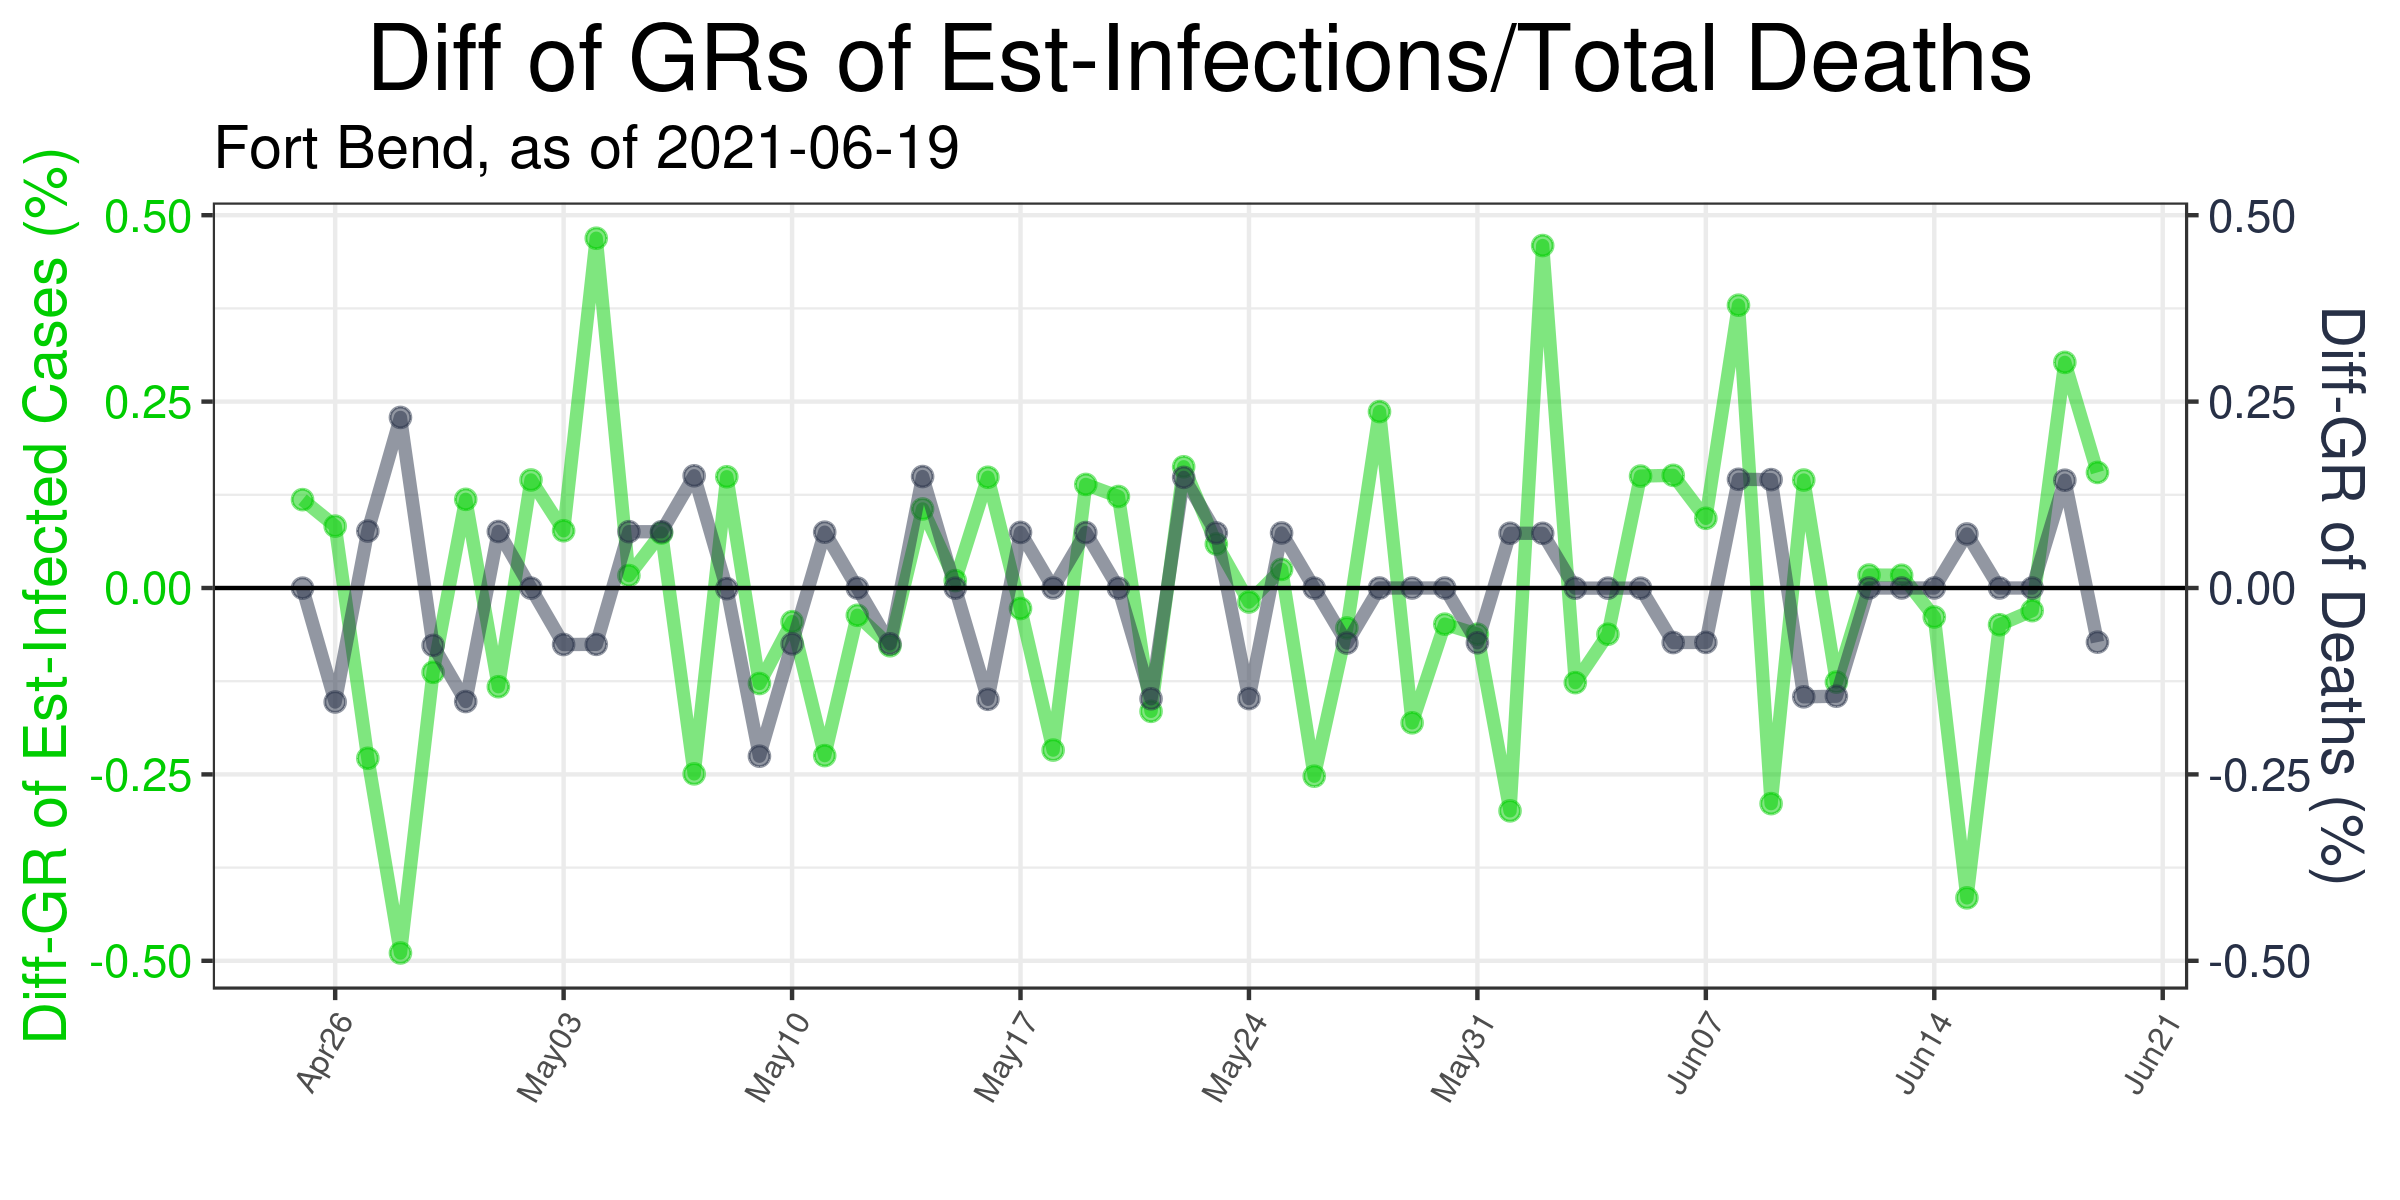 Diff of GRs of Est-Infections/Total Deaths
Fort Bend, as of 2021-06-19
Diff-GR of Est-Infected Cases (%)
0.50
0.25
0.00
-0.25
-0.50
0.50
0.25
0.00
-0.25
-0.50
Diff-GR of Deaths (%)
Apr26
May03
May10
May17
May24
May31
Jun07
Jun14
Jun21